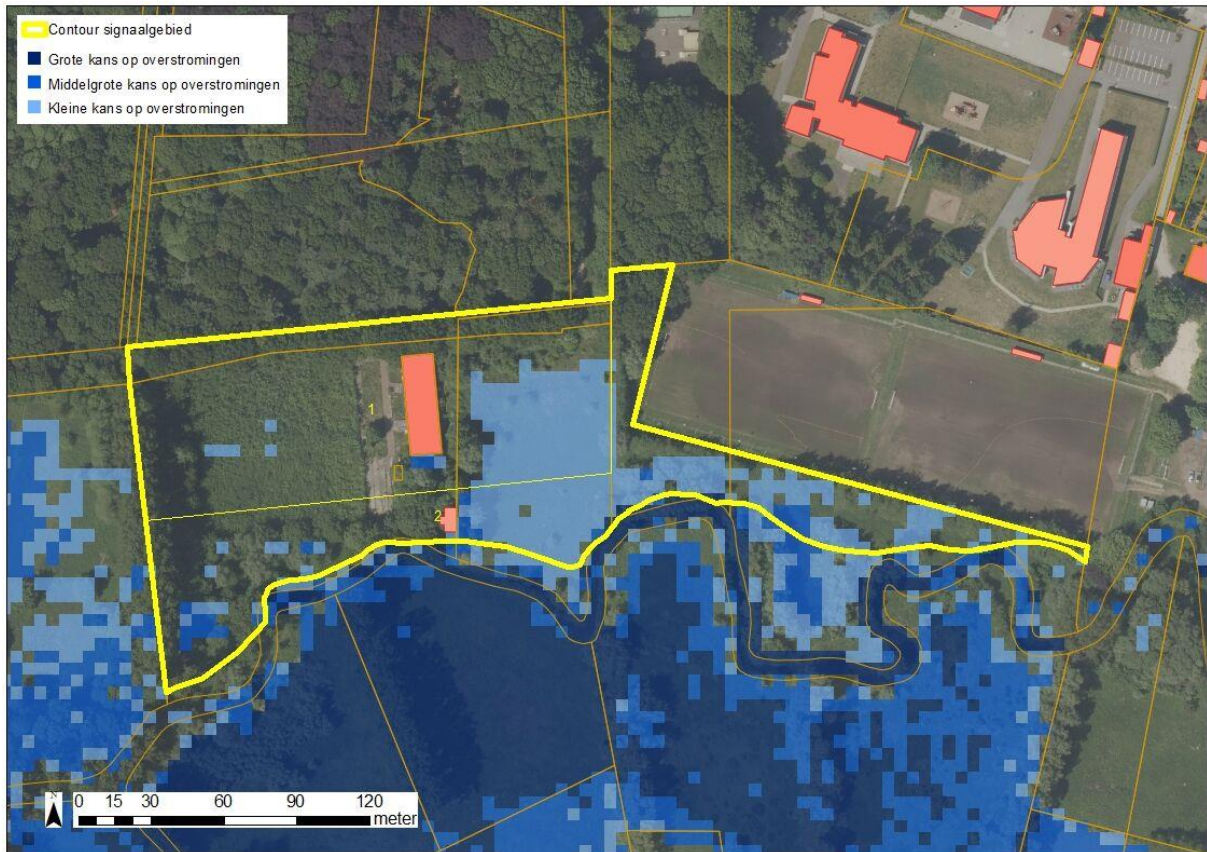 Contour signaalgebied
Grote kans op overstromingen
Middelgrote kans op overstromingen
Kleine kans op overstromingen
1
2
N
0 15 30 60 90 120
meter